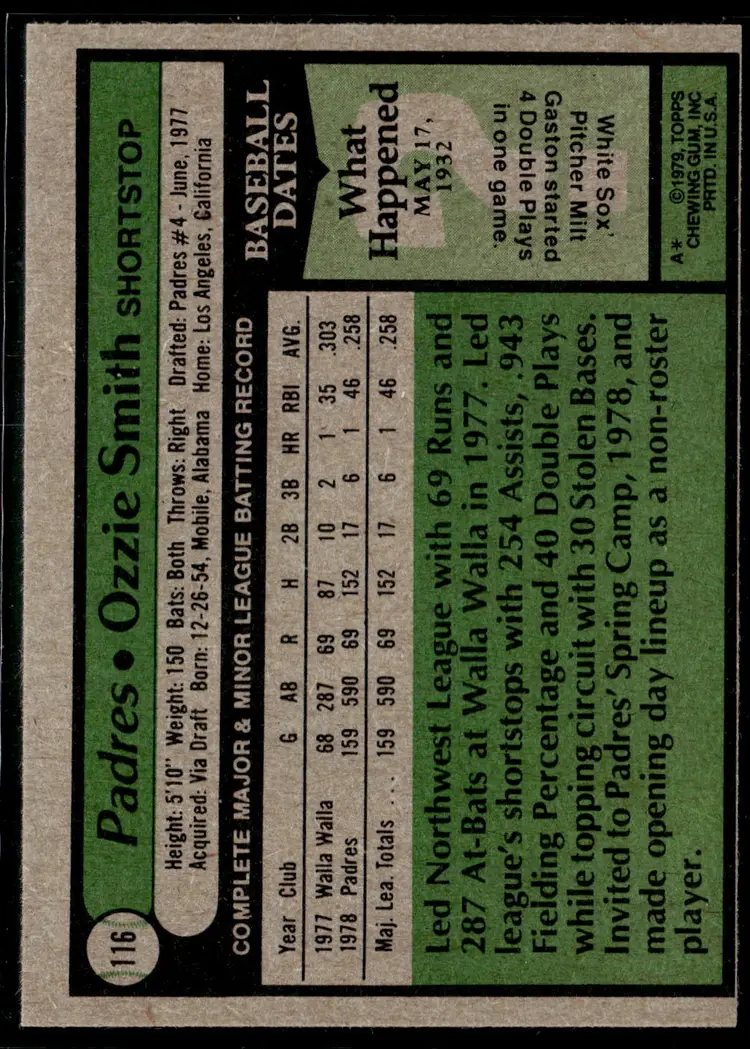 116
Padres • Ozzie Smith SHORTSTOP
Height: 5'10" Weight: 150 Bats: Both Throws: Right Drafted: Padres #4 - June, 1977
Acquired: Via Draft Born: 12-26-54, Mobile, Alabama Home: Los Angeles, California
COMPLETE MAJOR & MINOR LEAGUE BATTING RECORD
Year Club G AB R H 2B 3B HR RBI AVG.
1977 Walla Walla 68 287 69 87 10 2 1 35 .303
1978 Padres 159 590 69 152 17 6 1 46 .258
Maj. Lea. Totals ... 159 590 69 152 17 6 1 46 .258
Led Northwest League with 69 Runs and
287 At-Bats at Walla Walla in 1977. Led
league's shortstops with 254 Assists, .943
Fielding Percentage and 40 Double Plays
while topping circuit with 30 Stolen Bases.
Invited to Padres' Spring Camp, 1978, and
made opening day lineup as a non-roster
player.
BASEBALL
DATES
What
Happened
MAY 17,
1932
White Sox'
Pitcher Milt
Gaston started
4 Double Plays
in one game.
A* ©1979, TOPPS
CHEWING GUM, INC
PRTD. IN U.S.A.